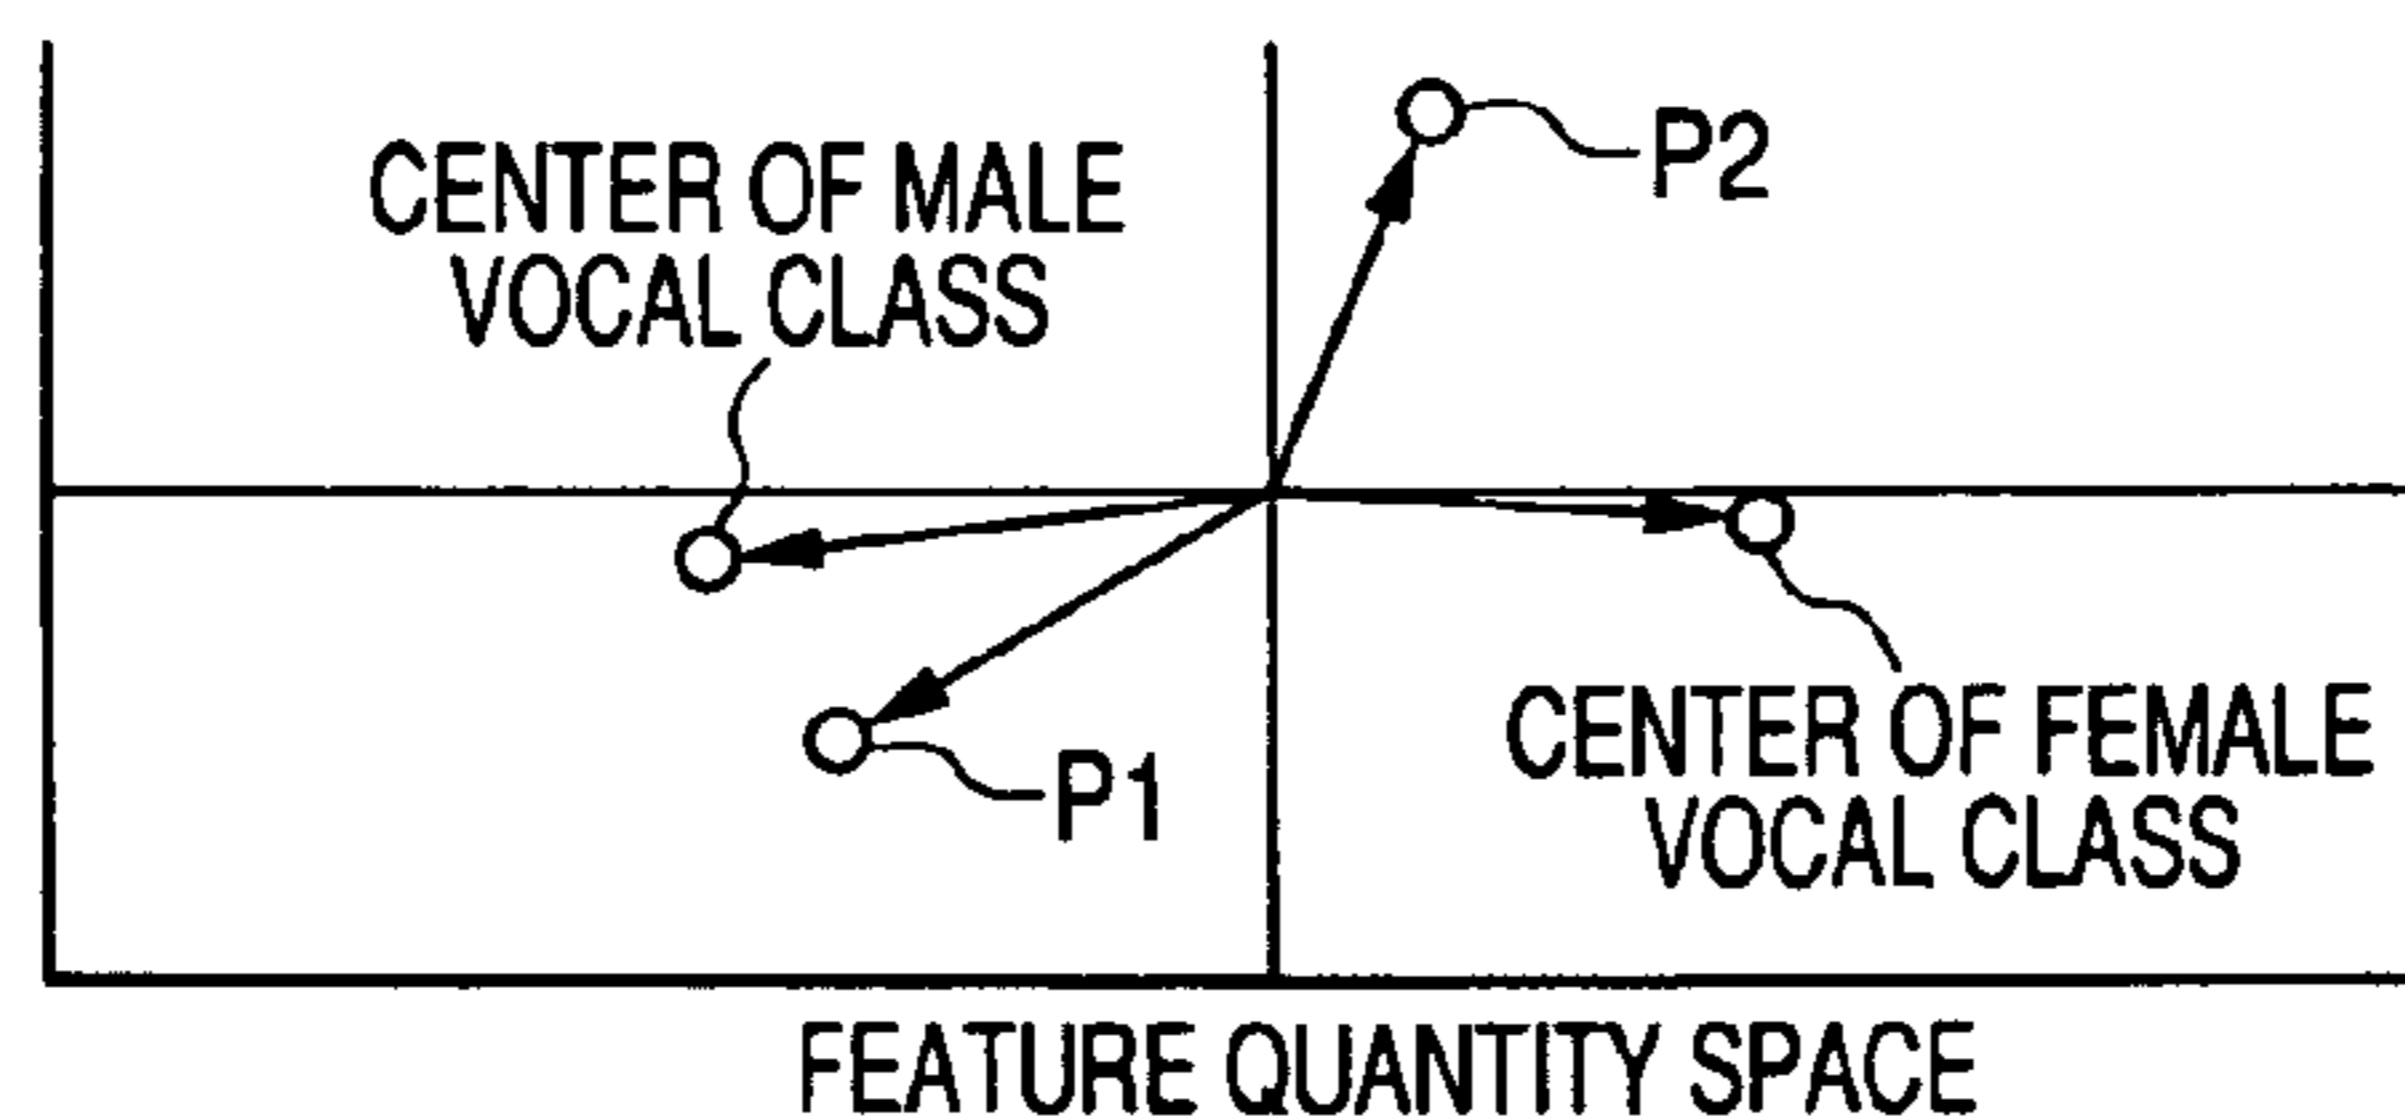 CENTER OF MALE
VOCAL CLASS
P2
P1
CENTER OF FEMALE
VOCAL CLASS
FEATURE QUANTITY SPACE